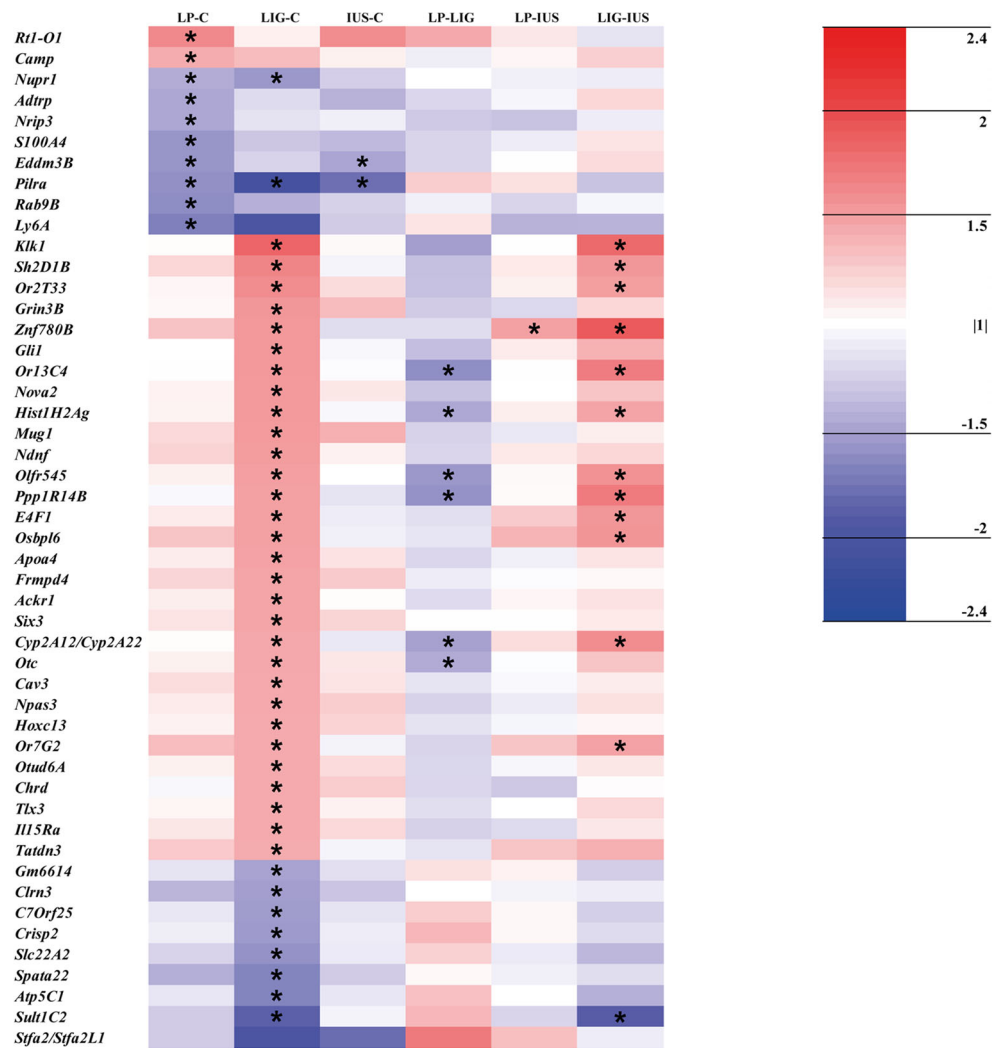 LP-C LIG-C IUS-C LP-LIG LP-IUS LIG-IUS
Rt1-O1 *
Camp *
Nupr1 * *
Adtrp *
Nrip3 *
S100A4 *
Eddm3B * *
Pilra * * *
Rab9B *
Ly6A *
Klk1 * *
Sh2D1B * *
Or2T33 * *
Grin3B *
Znf780B * * *
Gli1 *
Or13C4 * * *
Nova2 *
Hist1H2Ag * * *
Mug1 *
Ndnf *
Olfr545 * * *
Ppp1R14B * * *
E4F1 * *
Osbpl6 * *
Apoa4 *
Frmpd4 *
Ackr1 *
Six3 *
Cyp2A12/Cyp2A22 * * *
Otc * *
Cav3 *
Npas3 *
Hoxc13 *
Or7G2 * *
Otud6A *
Chrd *
Tlx3 *
Il15Ra *
Tatdn3 *
Gm6614 *
Clrn3 *
C7Orf25 *
Crisp2 *
Slc22A2 *
Spata22 *
Atp5C1 *
Sult1C2 * *
Stfa2/Stfa2L1
2.4
2
1.5
|1|
-1.5
-2
-2.4